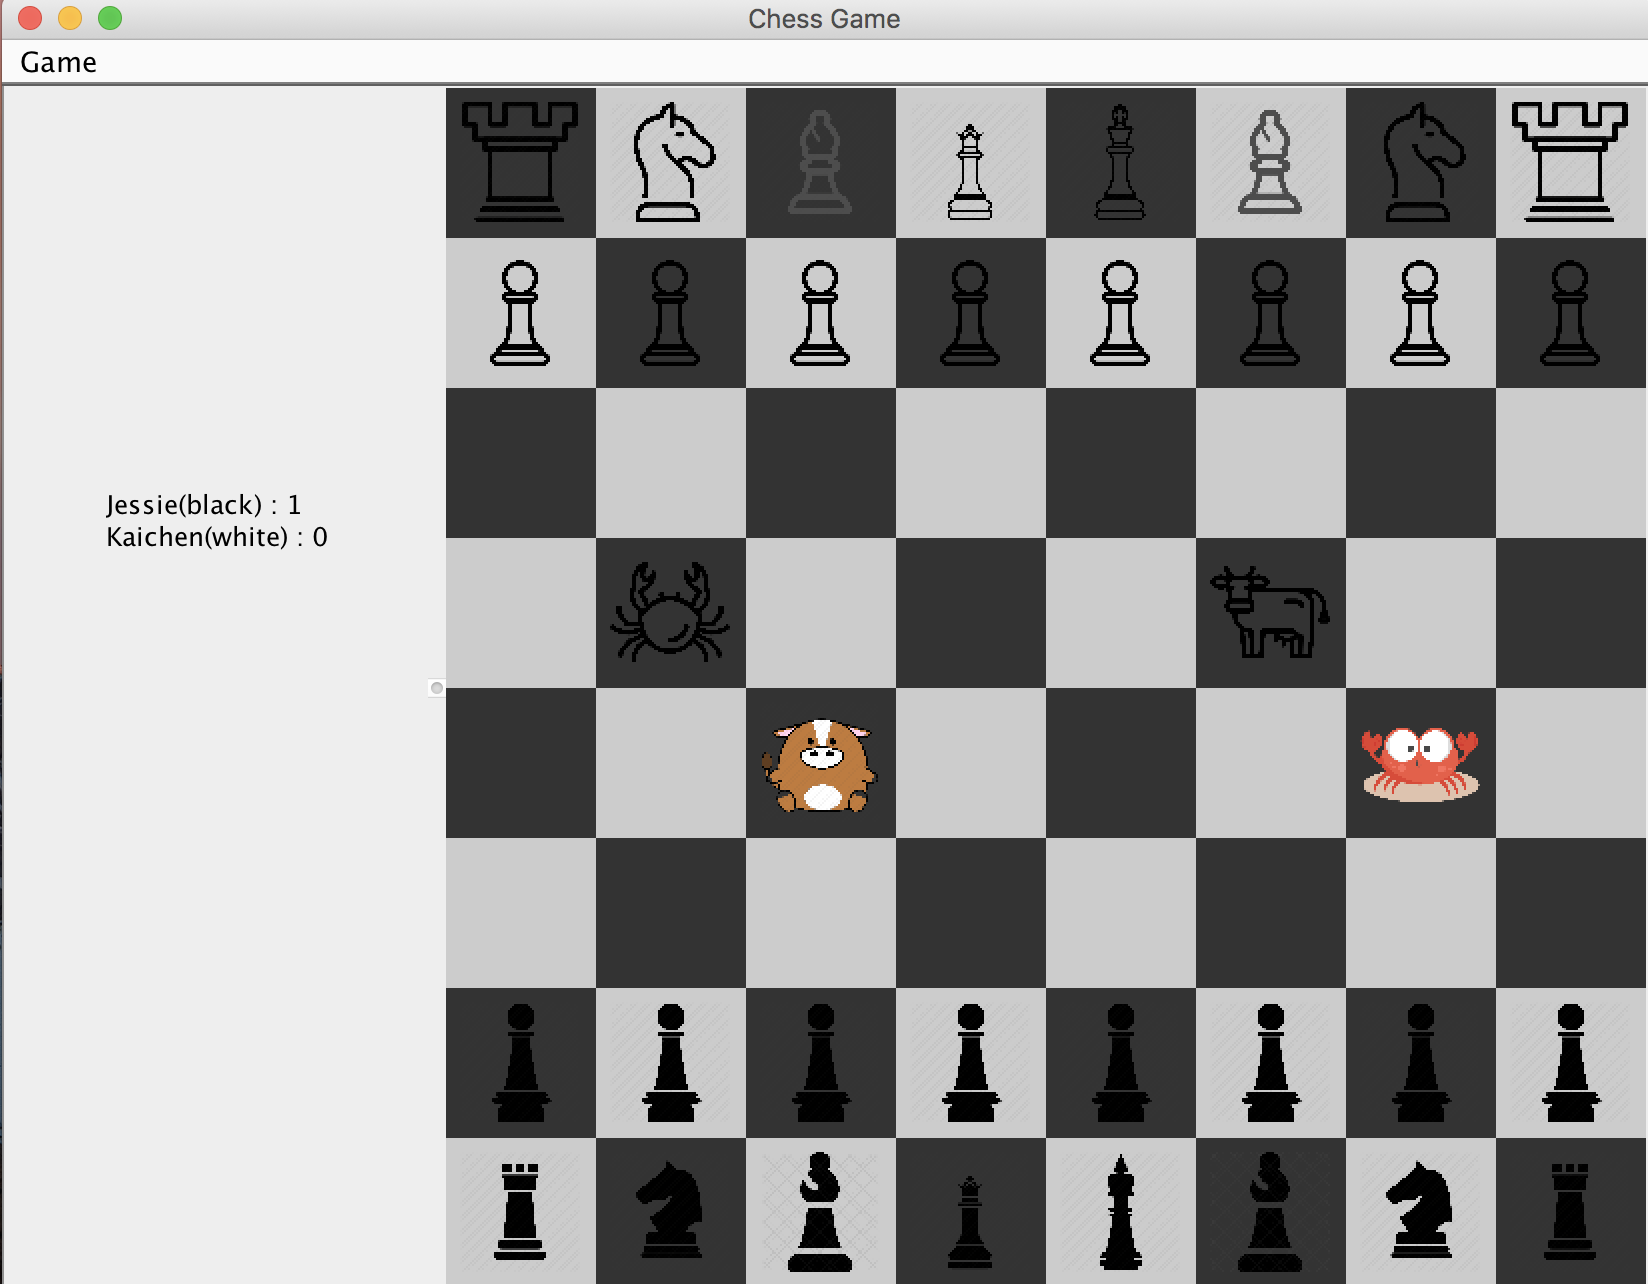 Chess Game
Game
Jessie(black) : 1
Kaichen(white) : 0